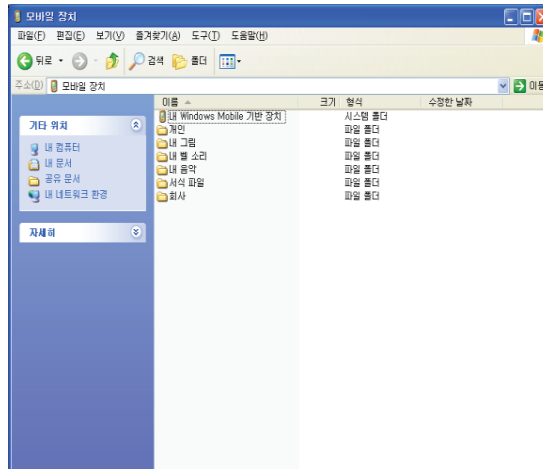 모바일 장치
파일(F) 편집(E) 보기(V) 즐겨찾기(A) 도구(T) 도움말(H)
뒤로 검색 폴더
주소(D) 모바일 장치 이동
이름 크기 형식 수정한 날짜
내 Windows Mobile 기반 장치 시스템 폴더
개인 파일 폴더
내 그림 파일 폴더
내 벨 소리 파일 폴더
내 음악 파일 폴더
서식 파일 파일 폴더
회사 파일 폴더
기타 위치
내 컴퓨터
내 문서
공유 문서
내 네트워크 환경
자세히